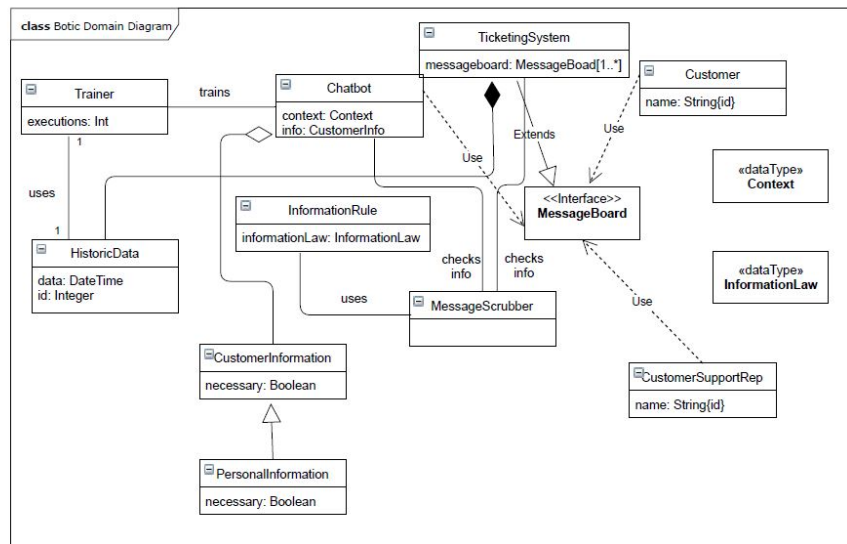 class Botic Domain Diagram
TicketingSystem
messageboard: MessageBoad[1..*]
Customer
name: String{id}
Trainer
executions: Int
trains
Chatbot
context: Context
info: CustomerInfo
1
Extends
Use
Use
«dataType»
Context
uses
<<Interface>>
MessageBoard
InformationRule
informationLaw: InformationLaw
1
HistoricData
data: DateTime
id: Integer
checks
info
checks
info
«dataType»
InformationLaw
uses
MessageScrubber
Use
CustomerInformation
necessary: Boolean
CustomerSupportRep
name: String{id}
PersonalInformation
necessary: Boolean